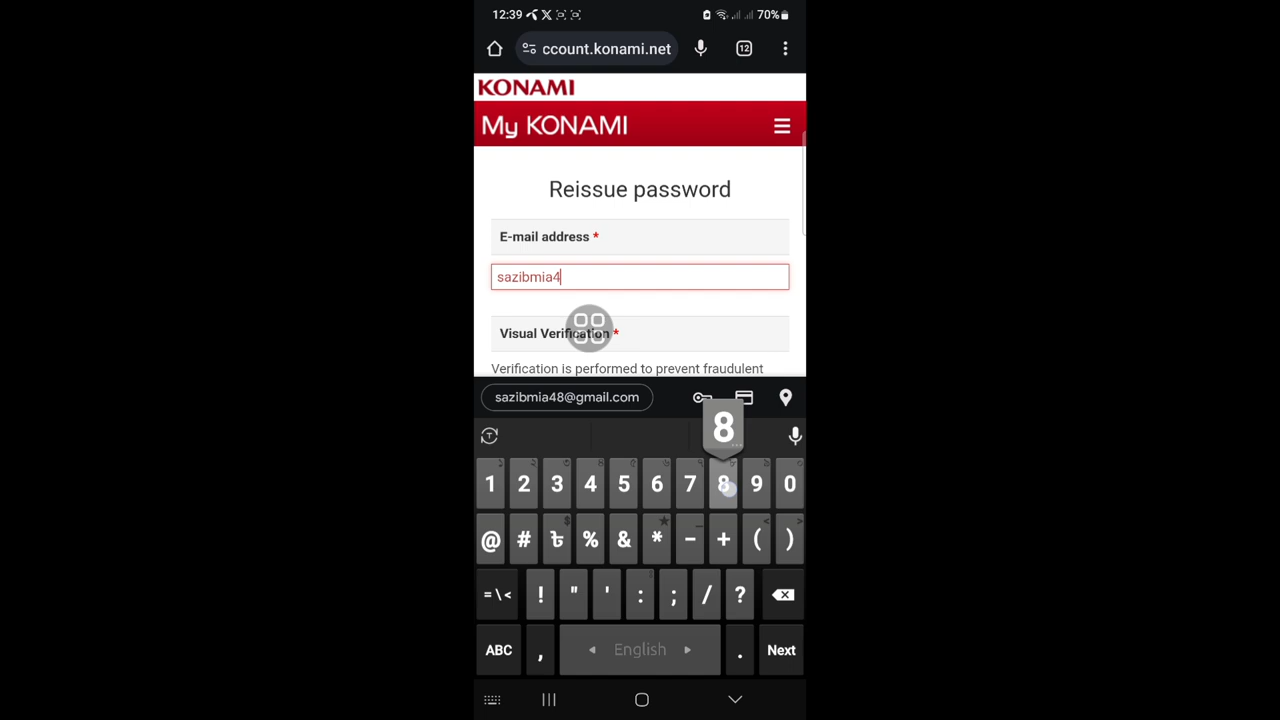 12:39 70%
ccount.konami.net 12
KONAMI
My KONAMI
Reissue password
E-mail address *
sazibmia4
Visual Verification *
Verification is performed to prevent fraudulent
sazibmia48@gmail.com
8
1 2 3 4 5 6 7 8 9 0
@ # ৳ % & * - + ( )
=\< ! " ' : ; / ?
ABC , English . Next